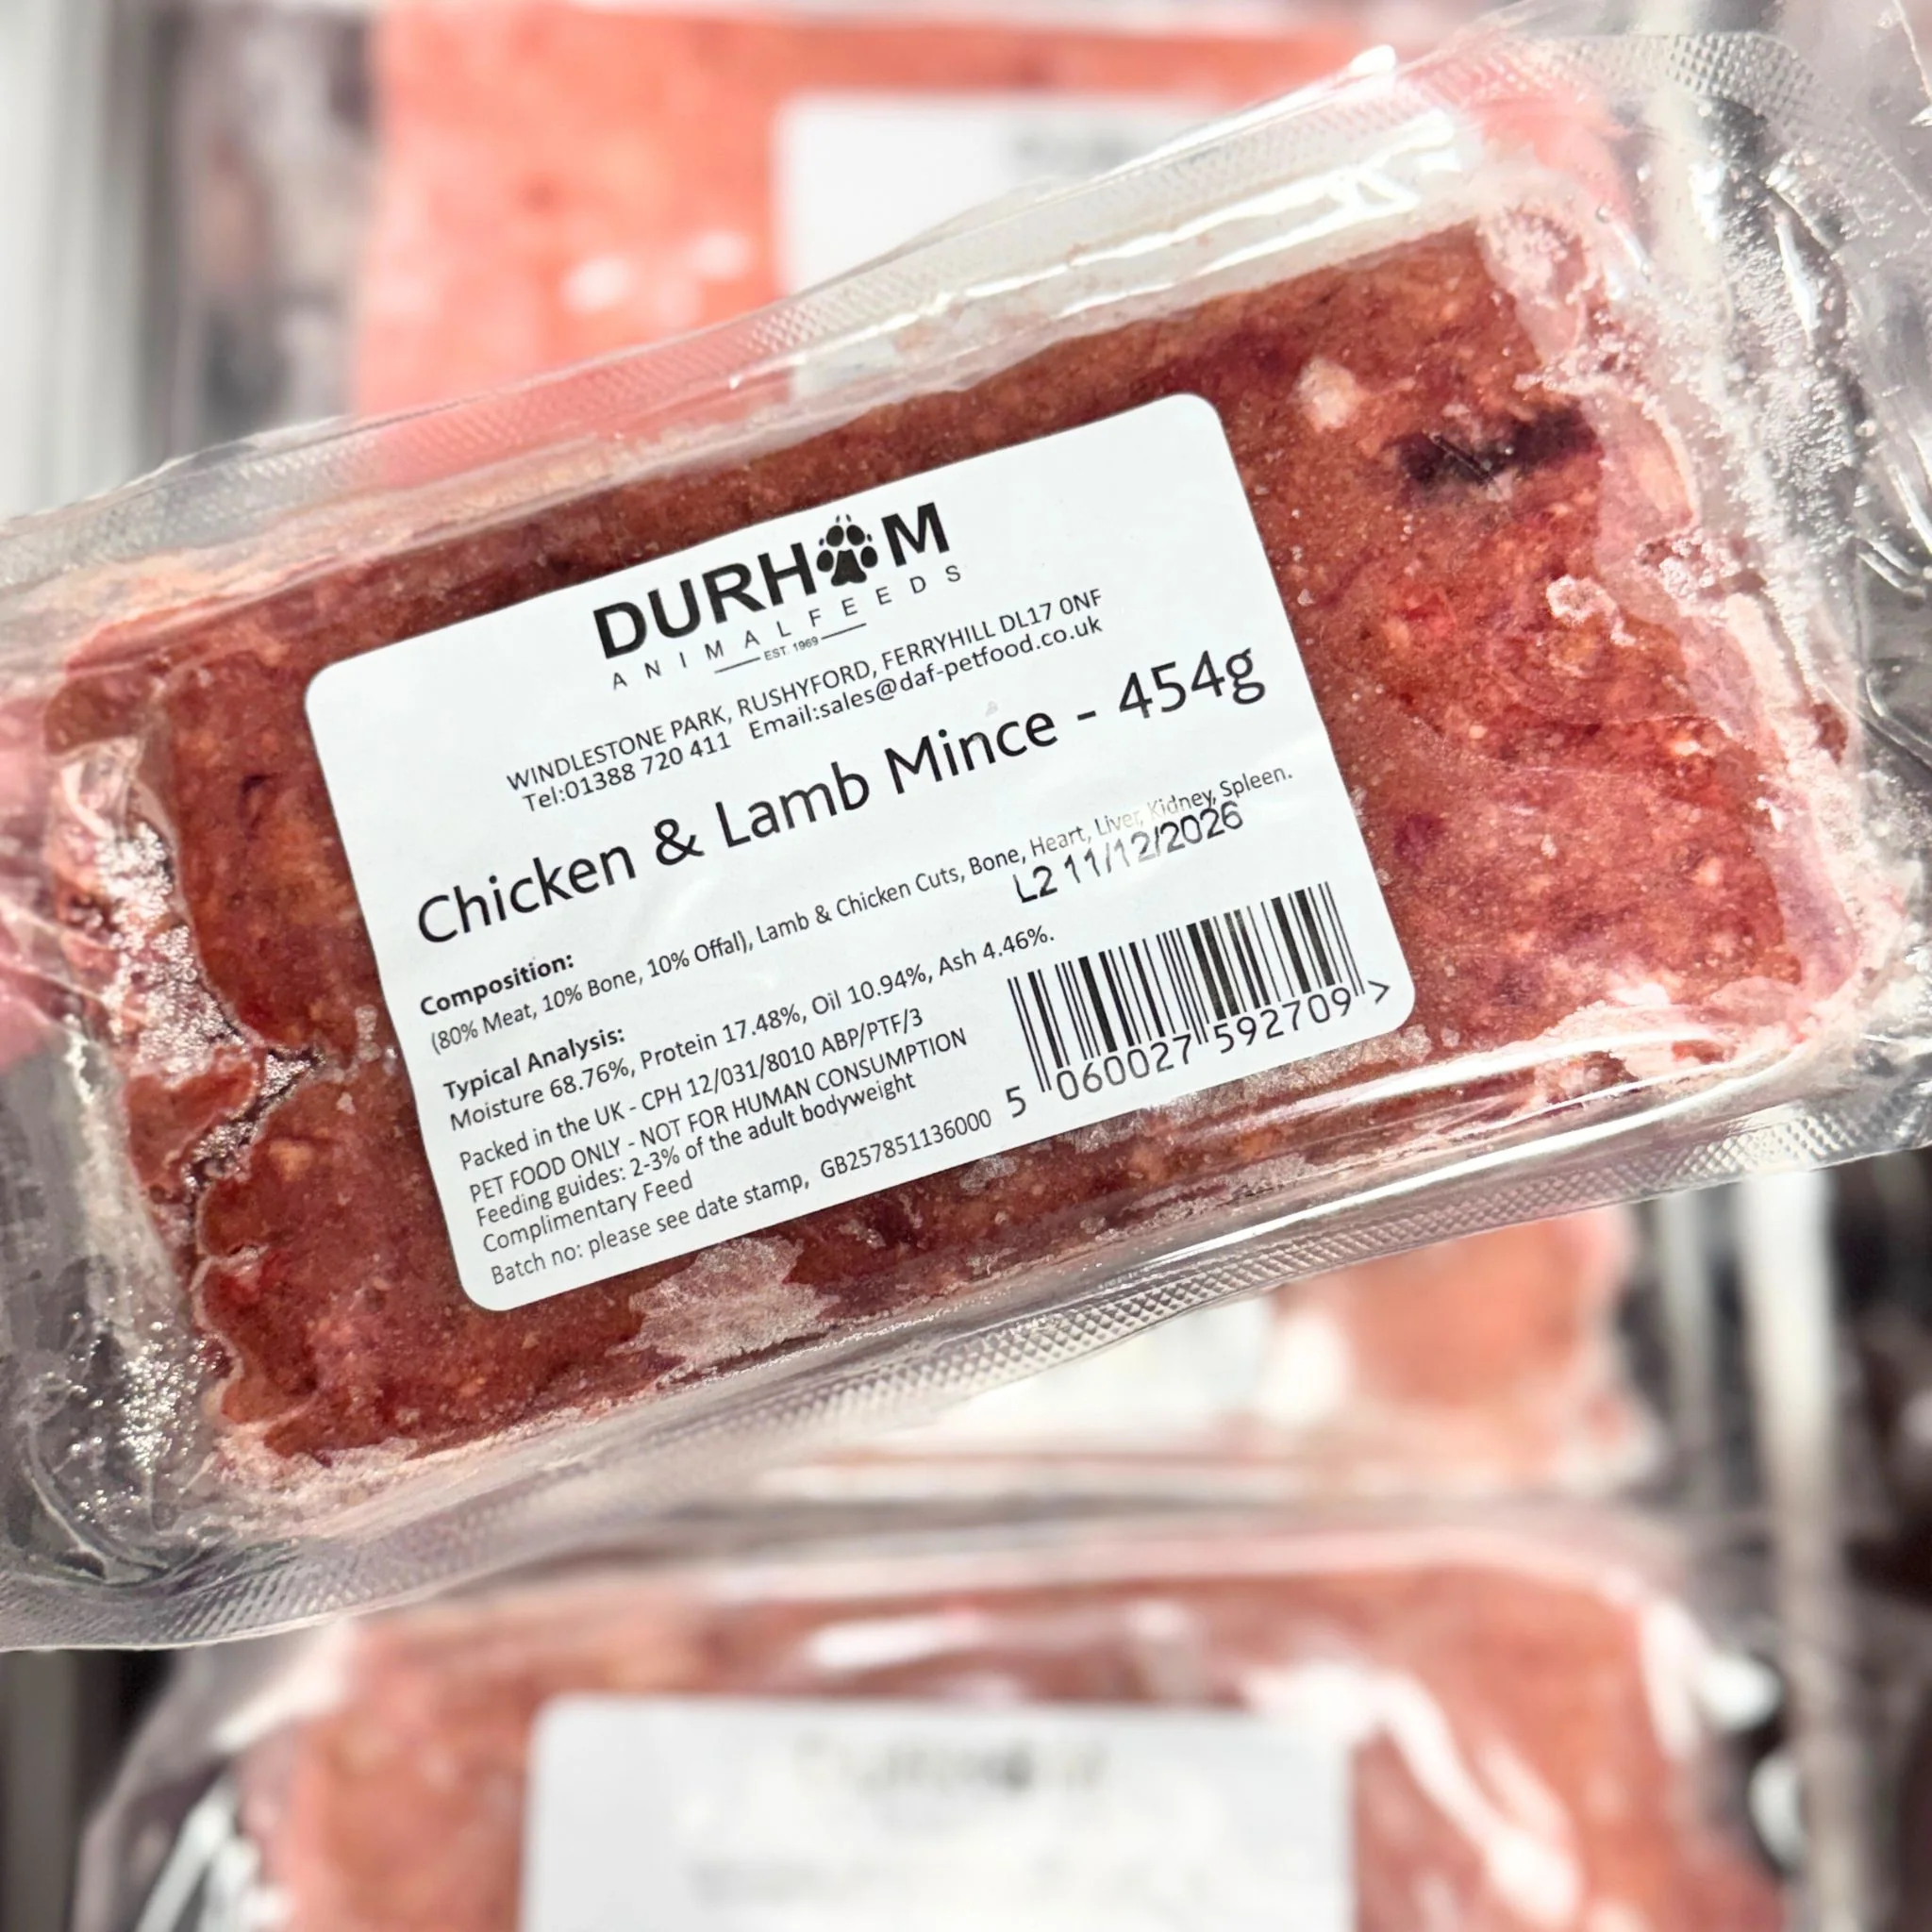 DURHAM
ANIMAL FEEDS
EST. 1969
WINDLESTONE PARK, RUSHYFORD, FERRYHILL DL17 0NF
Tel:01388 720 411 Email:sales@daf-petfood.co.uk
Chicken & Lamb Mince - 454g
Composition:
(80% Meat, 10% Bone, 10% Offal), Lamb & Chicken Cuts, Bone, Heart, Liver, Kidney, Spleen.
L2 11/12/2026
Typical Analysis:
Moisture 68.76%, Protein 17.48%, Oil 10.94%, Ash 4.46%.
Packed in the UK - CPH 12/031/8010 ABP/PTF/3
PET FOOD ONLY - NOT FOR HUMAN CONSUMPTION
Feeding guides: 2-3% of the adult bodyweight
Complimentary Feed
Batch no: please see date stamp, GB257851136000
5 060027 592709 >